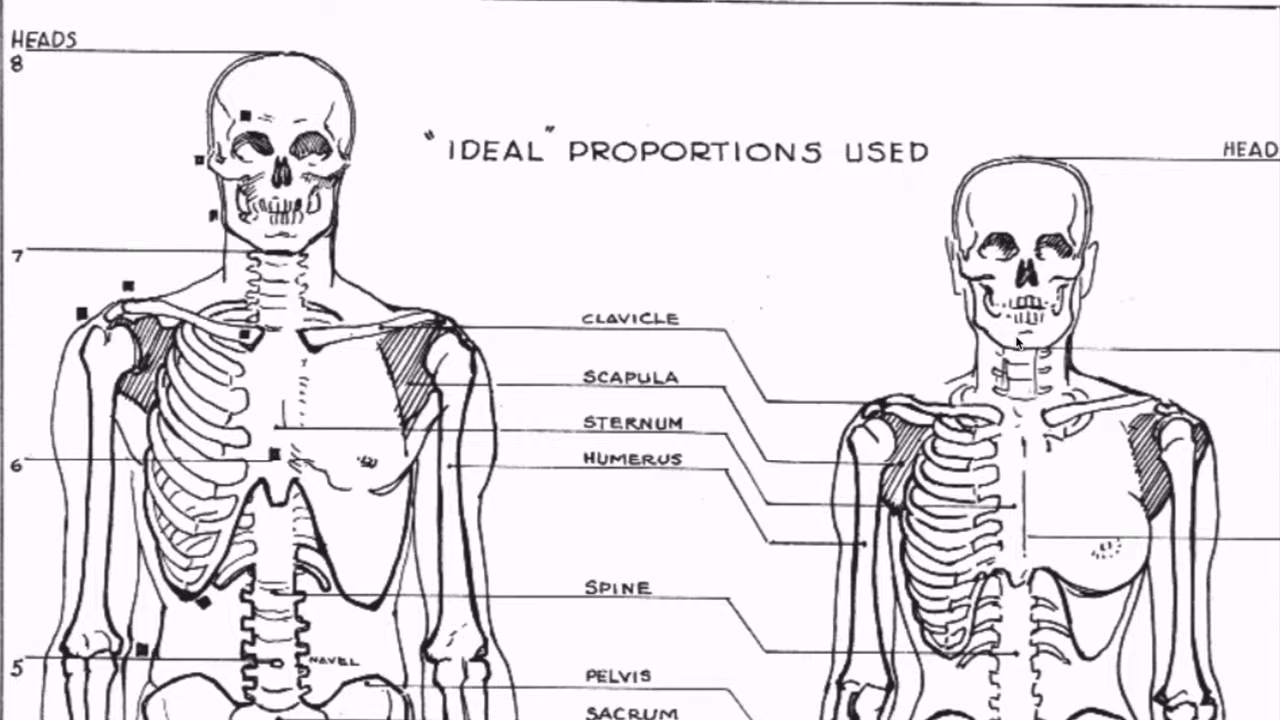 HEADS
8
"IDEAL" PROPORTIONS USED
HEAD
7
CLAVICLE
SCAPULA
STERNUM
HUMERUS
6
SPINE
5
NAVEL
PELVIS
SACRUM